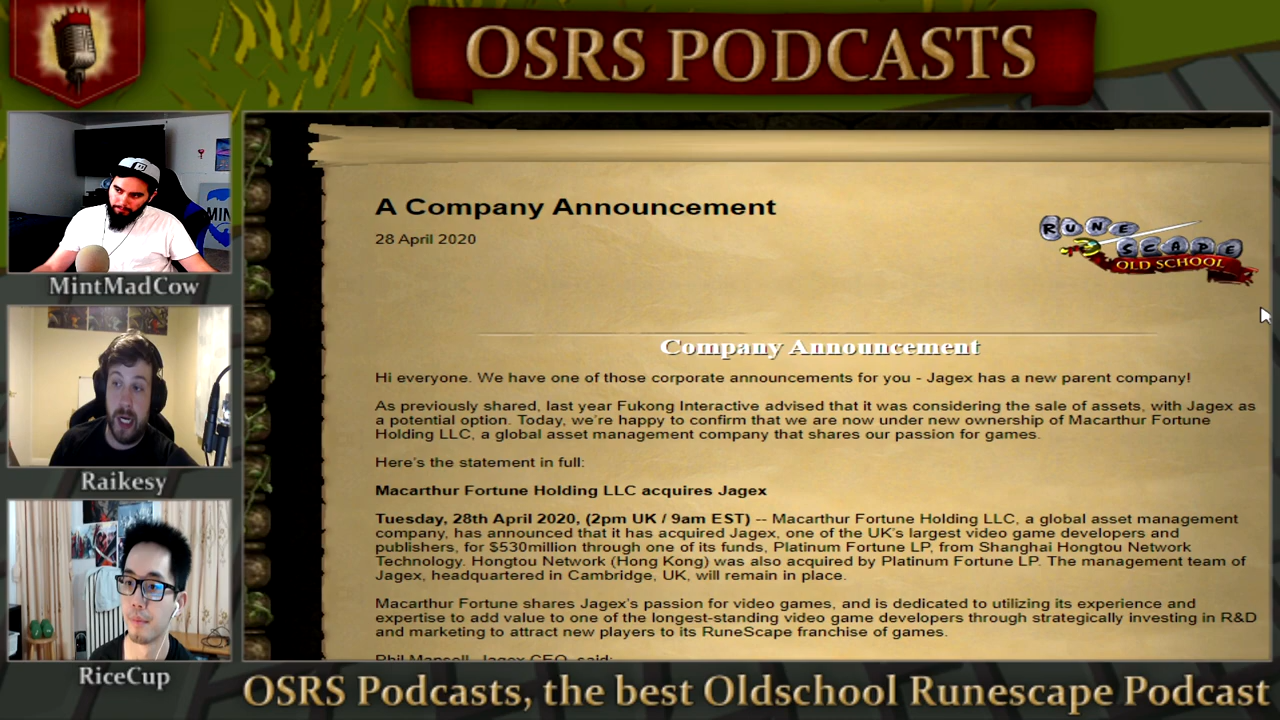 OSRS PODCASTS
A Company Announcement
28 April 2020
RUNE
SCAPE
OLD SCHOOL
MIN
MintMadCow
Company Announcement
Hi everyone. We have one of those corporate announcements for you - Jagex has a new parent company!
As previously shared, last year Fukong Interactive advised that it was considering the sale of assets, with Jagex as
a potential option. Today, we're happy to confirm that we are now under new ownership of Macarthur Fortune
Holding LLC, a global asset management company that shares our passion for games.
Here's the statement in full:
Raikesy
Macarthur Fortune Holding LLC acquires Jagex
Tuesday, 28th April 2020, (2pm UK / 9am EST) -- Macarthur Fortune Holding LLC, a global asset management
company, has announced that it has acquired Jagex, one of the UK's largest video game developers and
publishers, for $530million through one of its funds, Platinum Fortune LP, from Shanghai Hongtou Network
Technology. Hongtou Network (Hong Kong) was also acquired by Platinum Fortune LP. The management team of
Jagex, headquartered in Cambridge, UK, will remain in place.
Macarthur Fortune shares Jagex's passion for video games, and is dedicated to utilizing its experience and
expertise to add value to one of the longest-standing video game developers through strategically investing in R&D
and marketing to attract new players to its RuneScape franchise of games.
Phil Mansell, Jagex CEO, said:
RiceCup
OSRS Podcasts, the best Oldschool Runescape Podcast